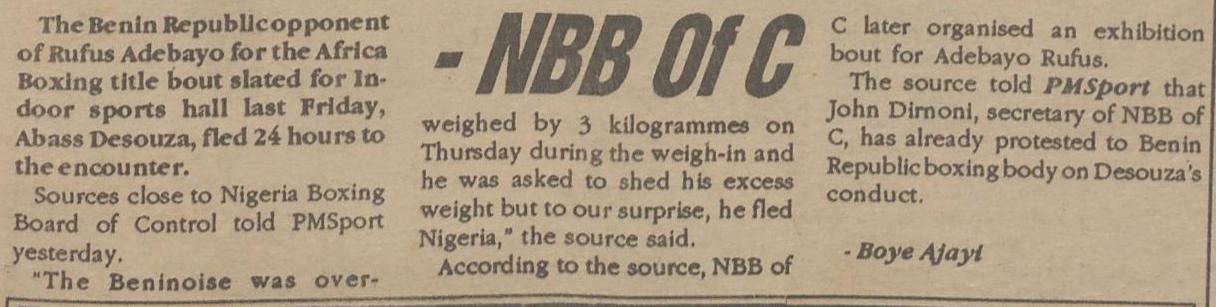 - NBB Of C
The Benin Republic opponent
of Rufus Adebayo for the Africa
Boxing title bout slated for In-
door sports hall last Friday,
Abass Desouza, fled 24 hours to
the encounter.
Sources close to Nigeria Boxing
Board of Control told PMSport
yesterday.
"The Beninoise was over-
weighed by 3 kilogrammes on
Thursday during the weigh-in and
he was asked to shed his excess
weight but to our surprise, he fled
Nigeria," the source said.
According to the source, NBB of
C later organised an exhibition
bout for Adebayo Rufus.
The source told PMSport that
John Dimoni, secretary of NBB of
C, has already protested to Benin
Republic boxing body on Desouza's
conduct.
- Boye Ajayi